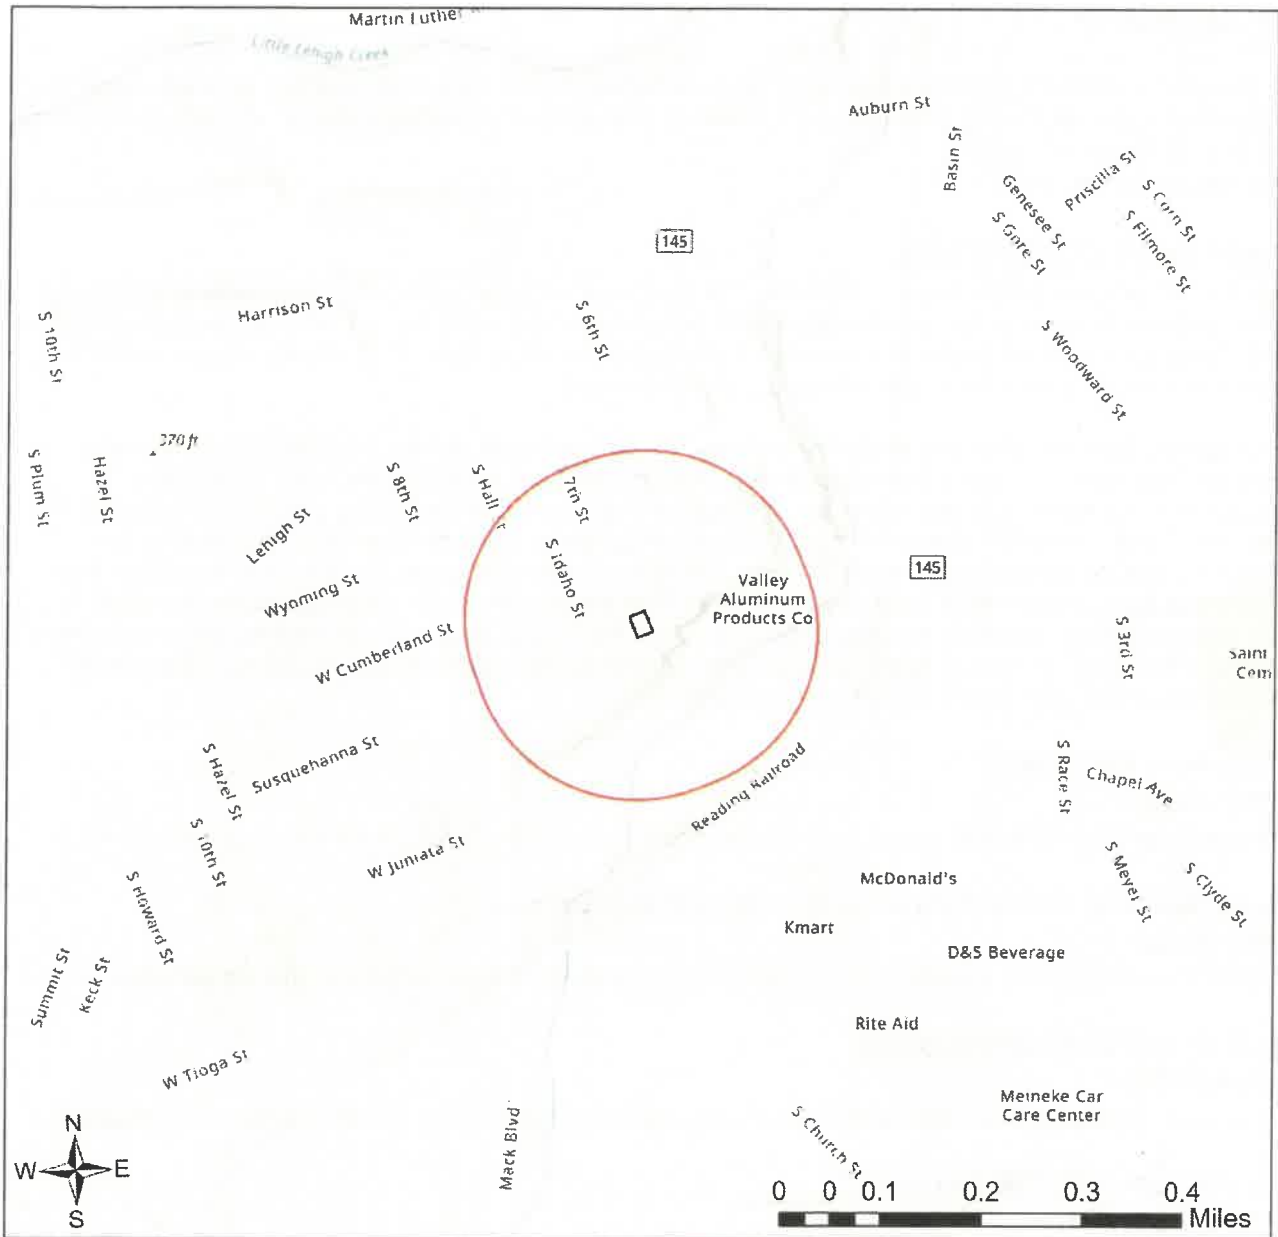 Martin Luther
Little Lehigh Creek
Auburn St
Basin St
Genesee St
Priscilla St
S Corn St
S Gore St
S Filmore St
145
Harrison St
S 6th St
S 10th St
S Woodward St
370 ft
S Plum St
Hazel St
S 8th St
S Hall
7th St
Lehigh St
S Idaho St
145
Wyoming St
Valley
Aluminum
Products Co
W Cumberland St
S 3rd St
Saint
Cem
S Hazel St
Susquehanna St
Reading Railroad
S Race St
Chapel Ave
S 10th St
W Juniata St
S Howard St
McDonald's
S Meyer St
S Clyde St
Kmart
D&S Beverage
Summit St
Keck St
Rite Aid
W Tioga St
Meineke Car
Care Center
Mack Blvd
S Church St
N
W E
S
0 0 0.1 0.2 0.3 0.4
Miles